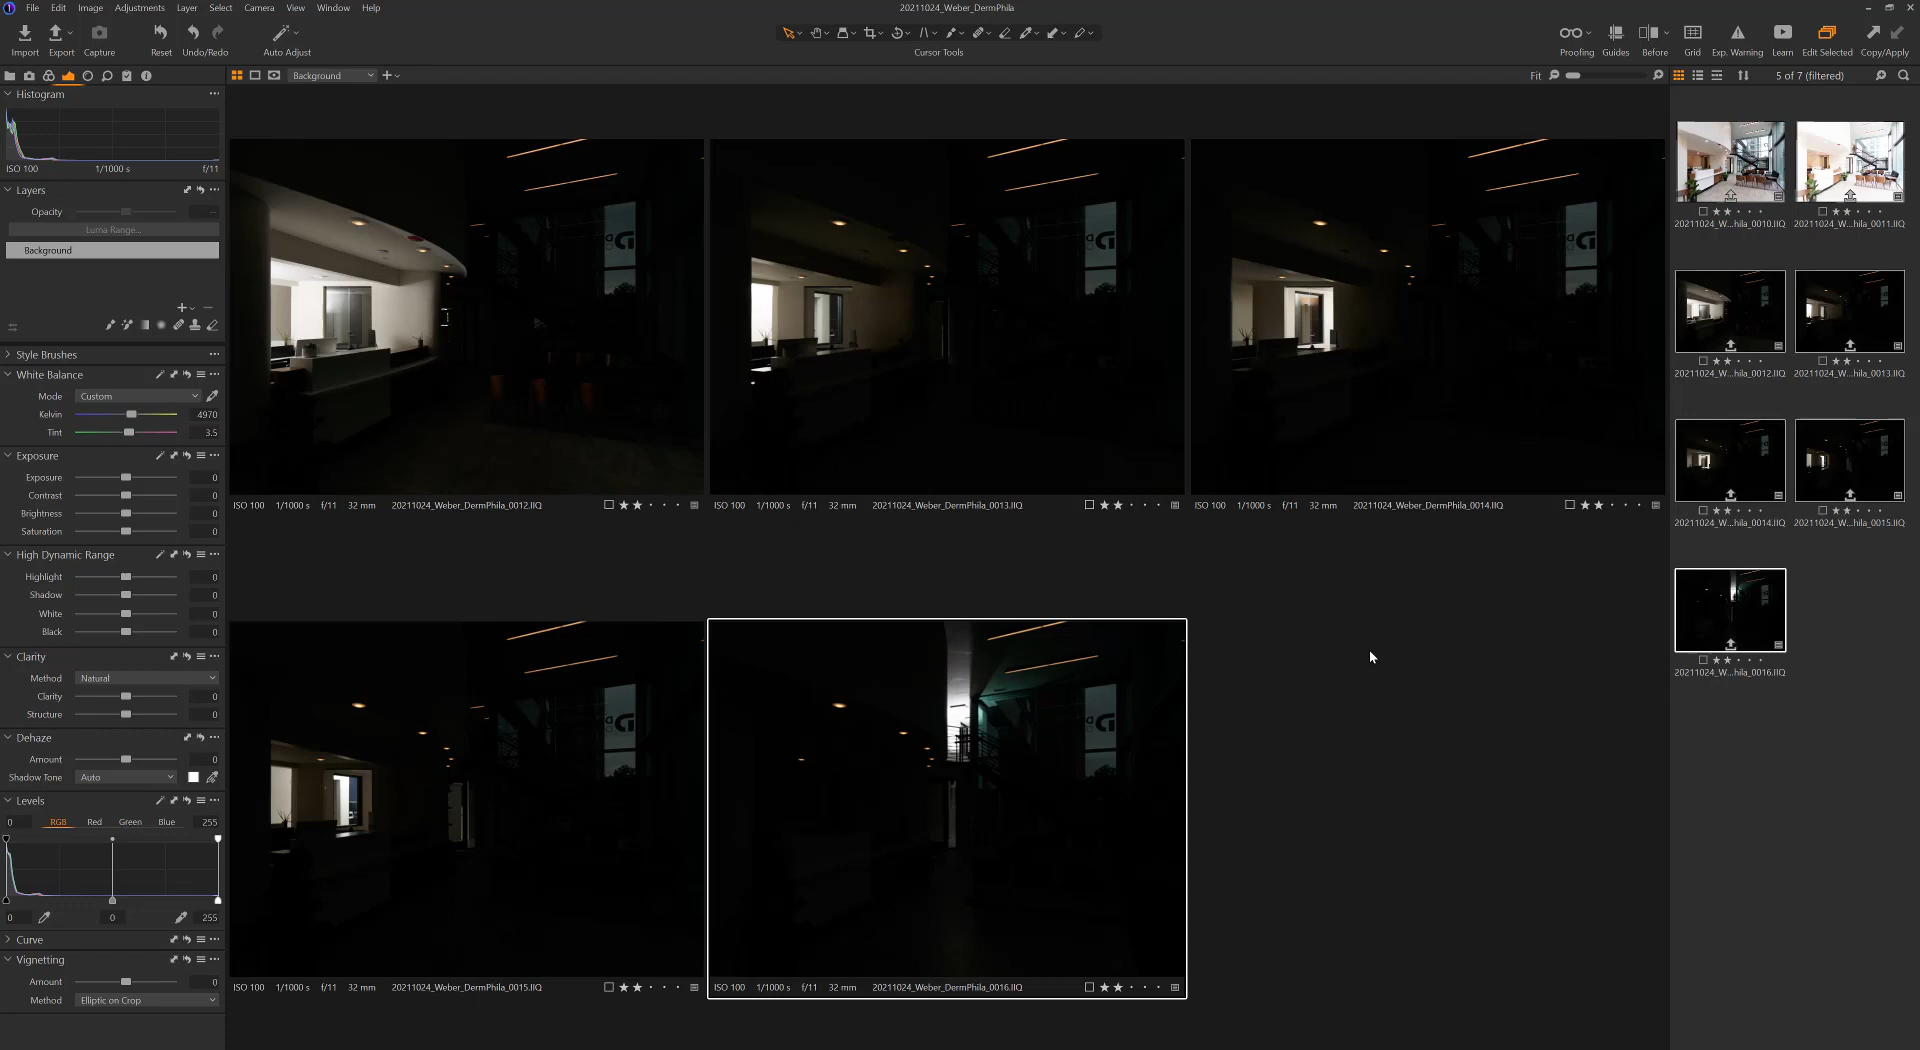 File Edit Image Adjustments Layer Select Camera View Window Help
20211024_Weber_DermPhila
Import Export Capture Reset Undo/Redo Auto Adjust
Cursor Tools
Proofing Guides Before Grid Exp. Warning Learn Edit Selected Copy/Apply
Background
Fit
5 of 7 (filtered)
Histogram
ISO 100 1/1000 s f/11
Layers
Opacity
Luma Range...
Background
Style Brushes
White Balance
Mode Custom
Kelvin 4970
Tint 3.5
Exposure
Exposure 0
Contrast 0
Brightness 0
Saturation 0
High Dynamic Range
Highlight 0
Shadow 0
White 0
Black 0
Clarity
Method Natural
Clarity 0
Structure 0
Dehaze
Amount 0
Shadow Tone Auto
Levels
0 RGB Red Green Blue 255
0 0 255
Curve
Vignetting
Amount 0
Method Elliptic on Crop
ISO 100 1/1000 s f/11 32 mm 20211024_Weber_DermPhila_0012.IIQ
ISO 100 1/1000 s f/11 32 mm 20211024_Weber_DermPhila_0013.IIQ
ISO 100 1/1000 s f/11 32 mm 20211024_Weber_DermPhila_0014.IIQ
ISO 100 1/1000 s f/11 32 mm 20211024_Weber_DermPhila_0015.IIQ
ISO 100 1/1000 s f/11 32 mm 20211024_Weber_DermPhila_0016.IIQ
20211024_W...hila_0010.IIQ
20211024_W...hila_0011.IIQ
20211024_W...hila_0012.IIQ
20211024_W...hila_0013.IIQ
20211024_W...hila_0014.IIQ
20211024_W...hila_0015.IIQ
20211024_W...hila_0016.IIQ